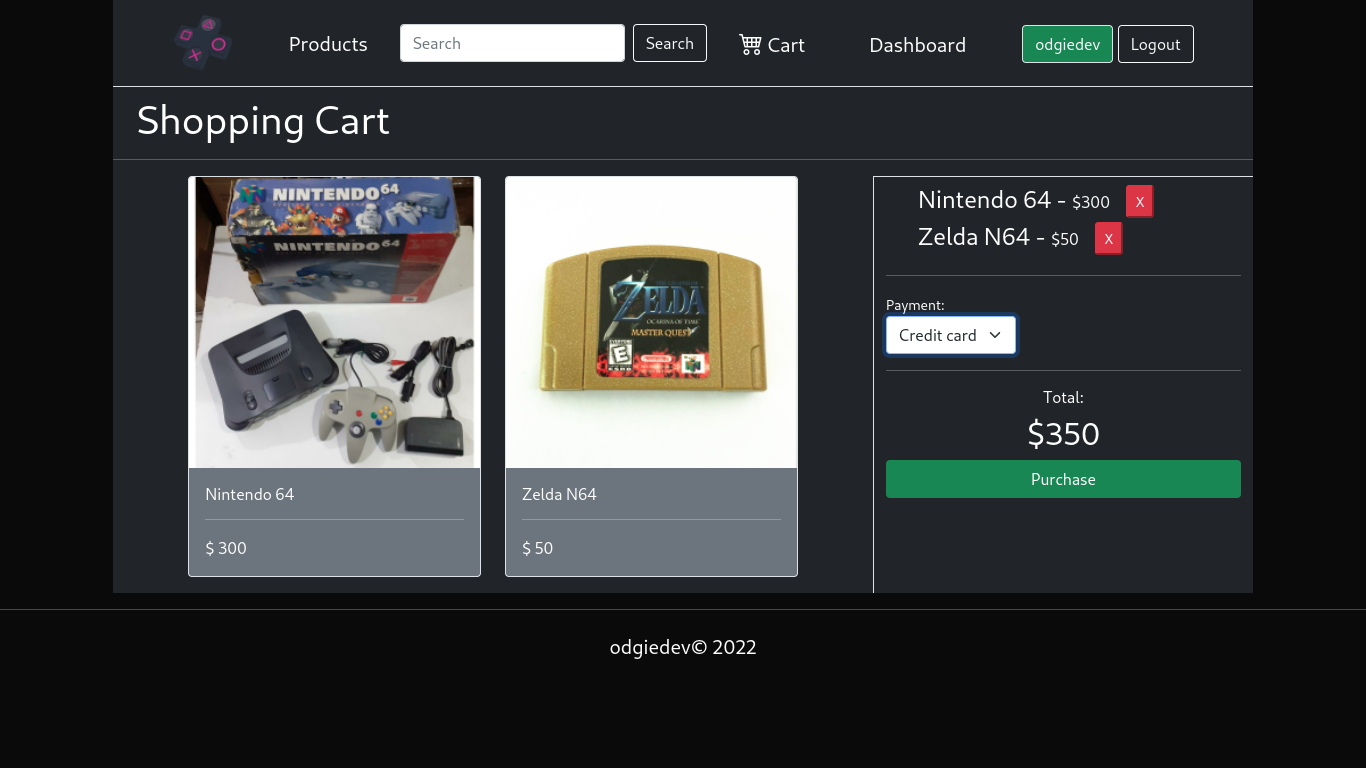 Products
Search
Search
Cart
Dashboard
odgiedev
Logout
Shopping Cart
NINTENDO 64
NINTENDO 64
ZELDA
OCARINA OF TIME
MASTER QUEST
EVERYONE
E
ESRB
Nintendo 64
$ 300
Zelda N64
$ 50
Nintendo 64 - $300 X
Zelda N64 - $50 X
Payment:
Credit card
Total:
$350
Purchase
odgiedev© 2022